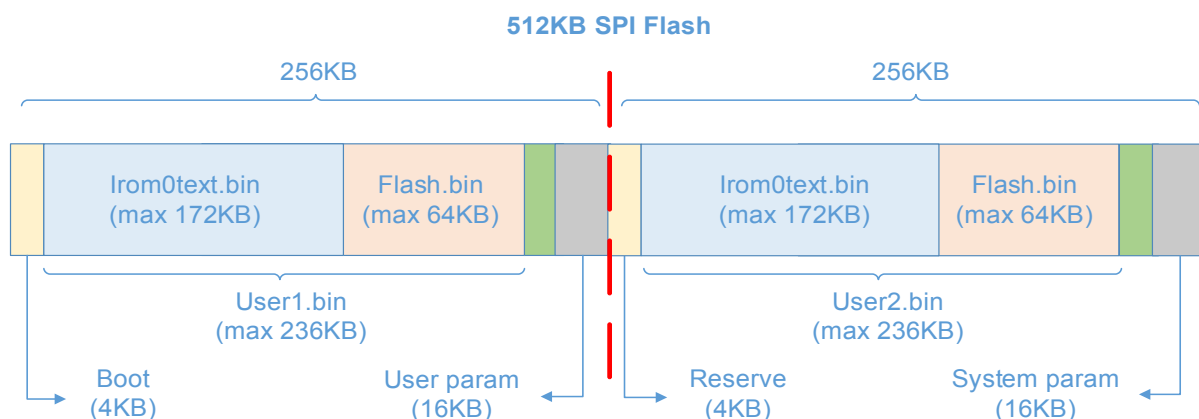 512KB SPI Flash
256KB
256KB
Irom0text.bin
(max 172KB)
Flash.bin
(max 64KB)
Irom0text.bin
(max 172KB)
Flash.bin
(max 64KB)
User1.bin
(max 236KB)
User2.bin
(max 236KB)
Boot
(4KB)
User param
(16KB)
Reserve
(4KB)
System param
(16KB)